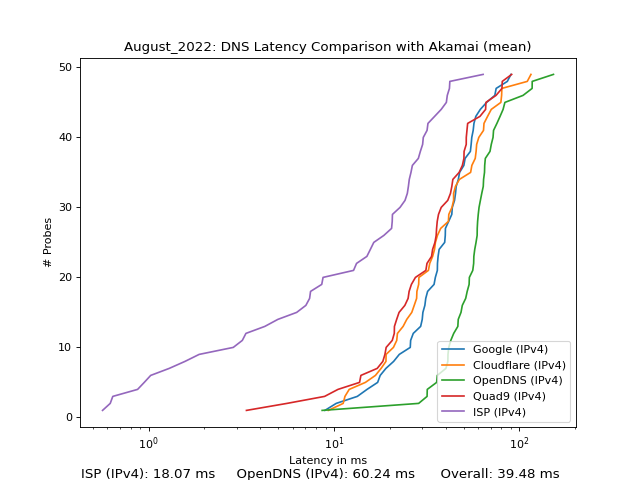 August_2022: DNS Latency Comparison with Akamai (mean)
50
40
30
20
10
0
# Probes
Google (IPv4)
Cloudflare (IPv4)
OpenDNS (IPv4)
Quad9 (IPv4)
ISP (IPv4)
10⁰ 10¹ 10²
Latency in ms
ISP (IPv4): 18.07 ms OpenDNS (IPv4): 60.24 ms Overall: 39.48 ms